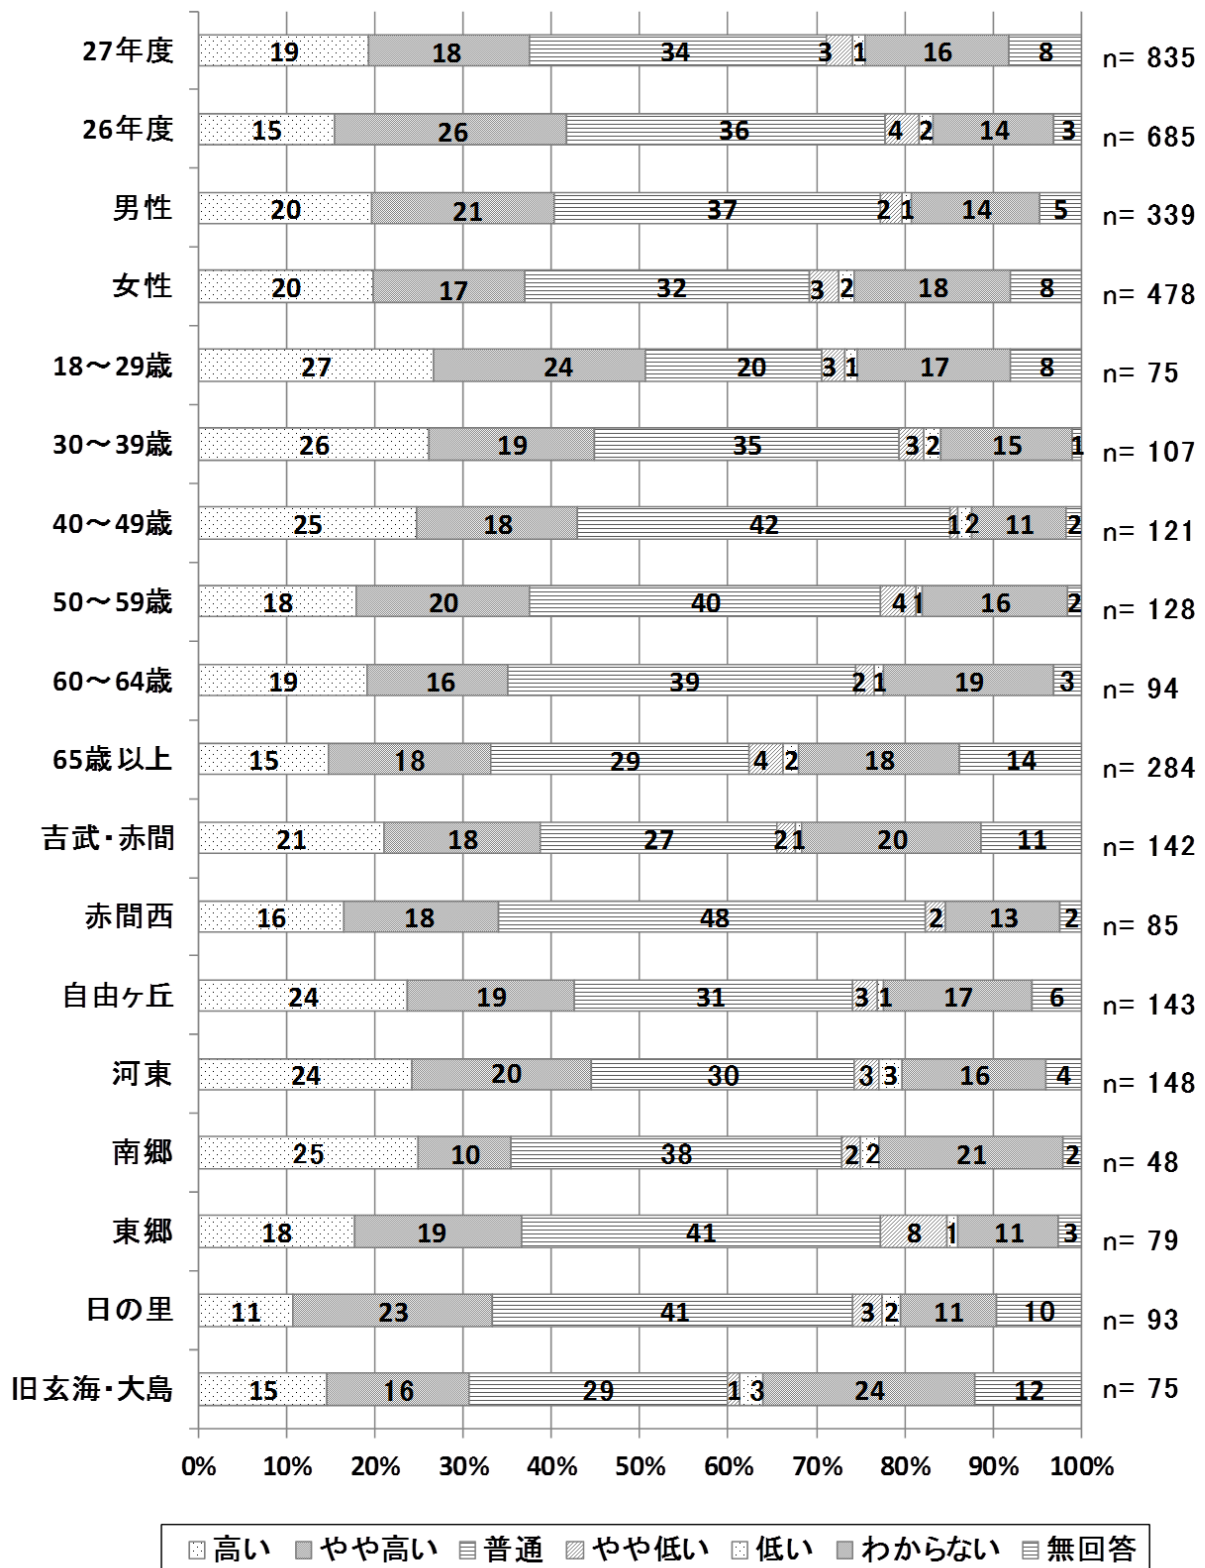 27年度 19 18 34 3 1 16 8 n= 835
26年度 15 26 36 4 2 14 3 n= 685
男性 20 21 37 2 1 14 5 n= 339
女性 20 17 32 3 2 18 8 n= 478
18～29歳 27 24 20 3 1 17 8 n= 75
30～39歳 26 19 35 3 2 15 1 n= 107
40～49歳 25 18 42 1 2 11 2 n= 121
50～59歳 18 20 40 4 1 16 2 n= 128
60～64歳 19 16 39 2 1 19 3 n= 94
65歳以上 15 18 29 4 2 18 14 n= 284
吉武・赤間 21 18 27 2 1 20 11 n= 142
赤間西 16 18 48 2 13 2 n= 85
自由ヶ丘 24 19 31 3 1 17 6 n= 143
河東 24 20 30 3 3 16 4 n= 148
南郷 25 10 38 2 2 21 2 n= 48
東郷 18 19 41 8 1 11 3 n= 79
日の里 11 23 41 3 2 11 10 n= 93
旧玄海・大島 15 16 29 1 3 24 12 n= 75
0% 10% 20% 30% 40% 50% 60% 70% 80% 90% 100%
高い やや高い 普通 やや低い 低い わからない 無回答